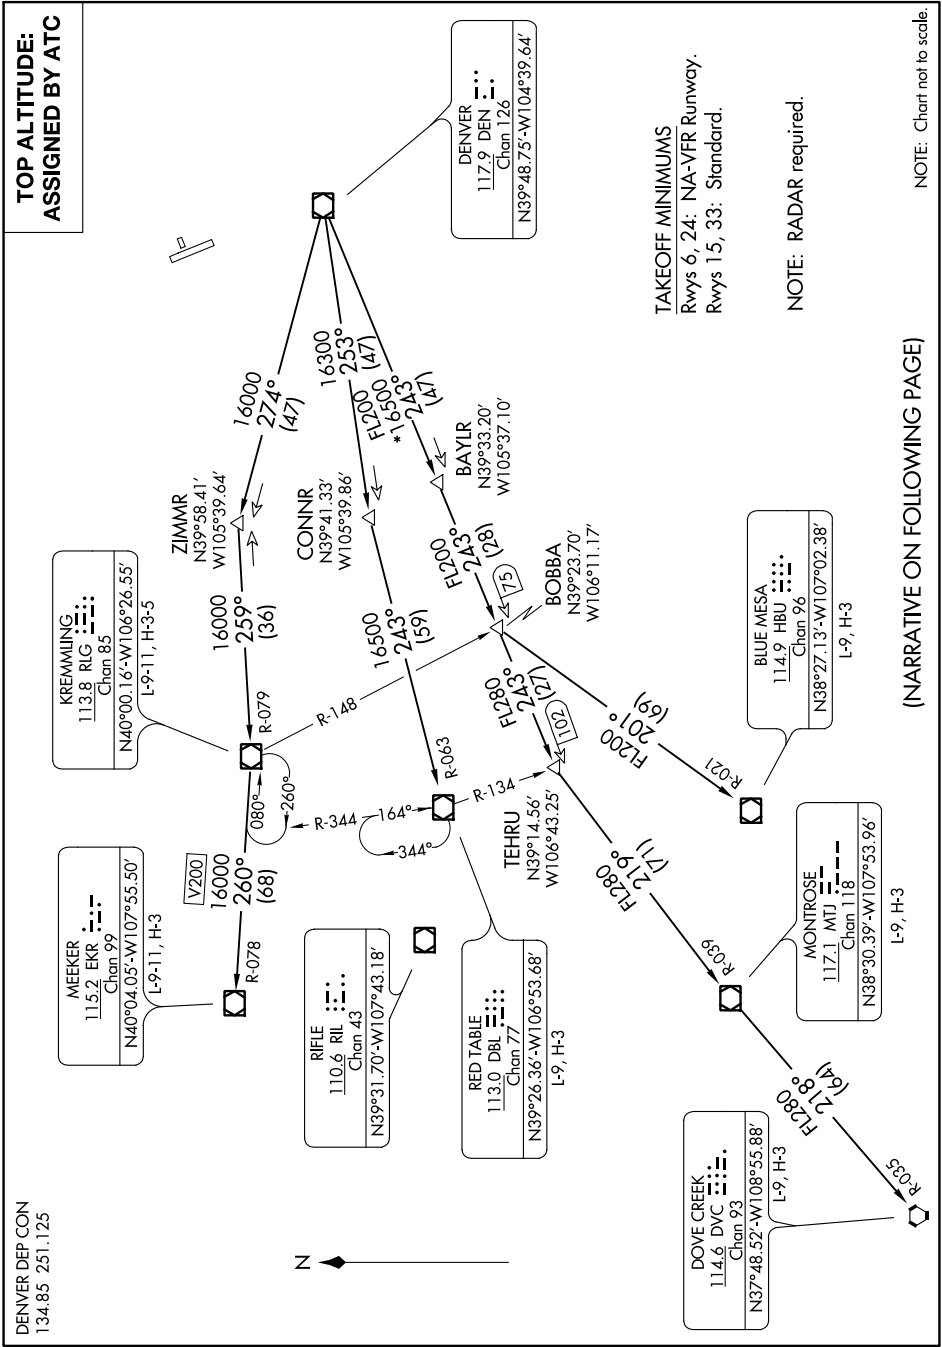 DENVER DEP CON
134.85 251.125
TOP ALTITUDE:
ASSIGNED BY ATC
MEEKER
115.2 EKR
Chan 99
N40°04.05'-W107°55.50'
L-9-11, H-3
KREMMLING
113.8 RLG
Chan 85
N40°00.16'-W106°26.55'
L-9-11, H-3-5
ZIMMR
N39°58.41'
W105°39.64'
16000
274°
(47)
16000
259°
(36)
R-079
V200
16000
260°
(68)
R-078
080°
260°
R-148
R-344
164°
344°
RIFLE
110.6 RIL
Chan 43
N39°31.70'-W107°43.18'
CONNR
N39°41.33'
W105°39.86'
16300
253°
(47)
16500
243°
(59)
R-063
R-134
FL200
*16500
243°
(47)
BAYLR
N39°33.20'
W105°37.10'
FL200
243°
(28)
75
BOBBA
N39°23.70'
W106°11.17'
FL280
243°
(27)
102
TEHRU
N39°14.56'
W106°43.25'
DENVER
117.9 DEN
Chan 126
N39°48.75'-W104°39.64'
RED TABLE
113.0 DBL
Chan 77
N39°26.36'-W106°53.68'
L-9, H-3
FL200
201°
(69)
R-021
BLUE MESA
114.9 HBU
Chan 96
N38°27.13'-W107°02.38'
L-9, H-3
FL280
219°
(71)
R-039
MONTROSE
117.1 MTJ
Chan 118
N38°30.39'-W107°53.96'
L-9, H-3
FL280
218°
(64)
R-035
DOVE CREEK
114.6 DVC
Chan 93
N37°48.52'-W108°55.88'
L-9, H-3
N
TAKEOFF MINIMUMS
Rwys 6, 24: NA-VFR Runway.
Rwys 15, 33: Standard.
NOTE: RADAR required.
(NARRATIVE ON FOLLOWING PAGE)
NOTE: Chart not to scale.